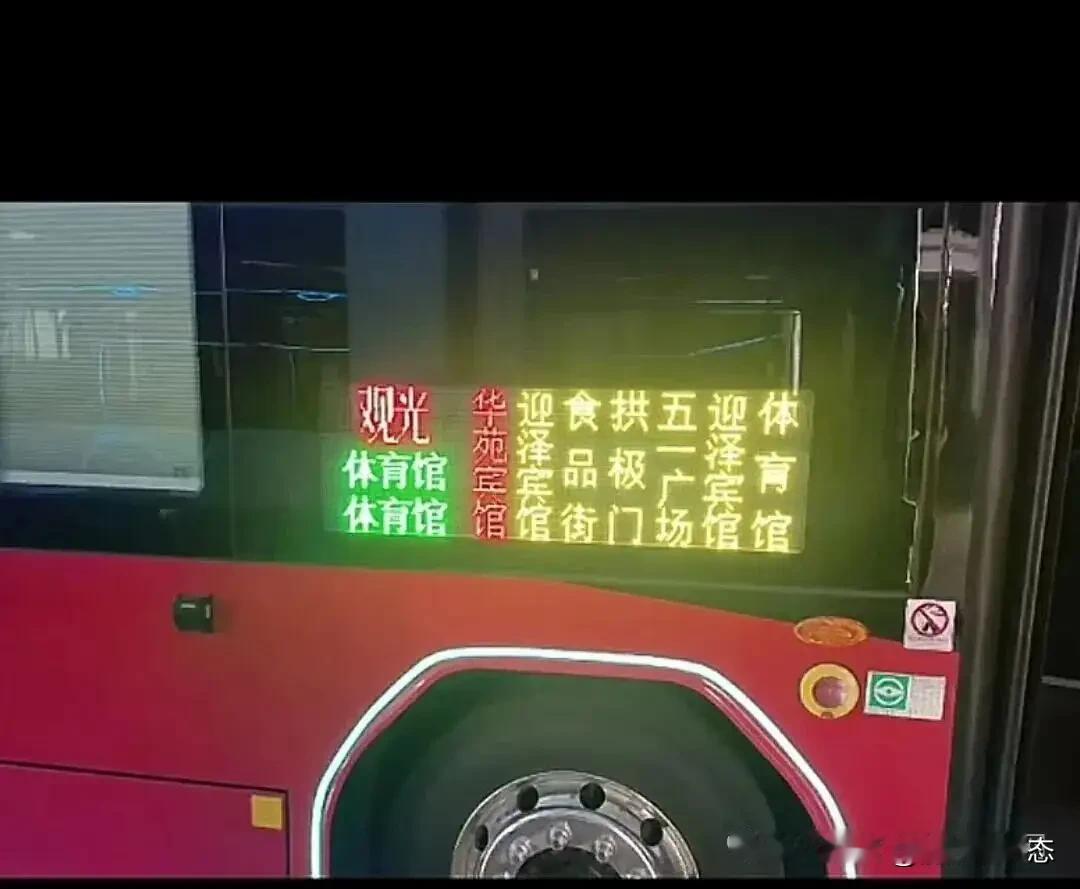 观光
体育馆
体育馆
华苑宾馆
迎泽宾馆
食品街
拱极门
五一广场
迎泽宾馆
体育馆
态